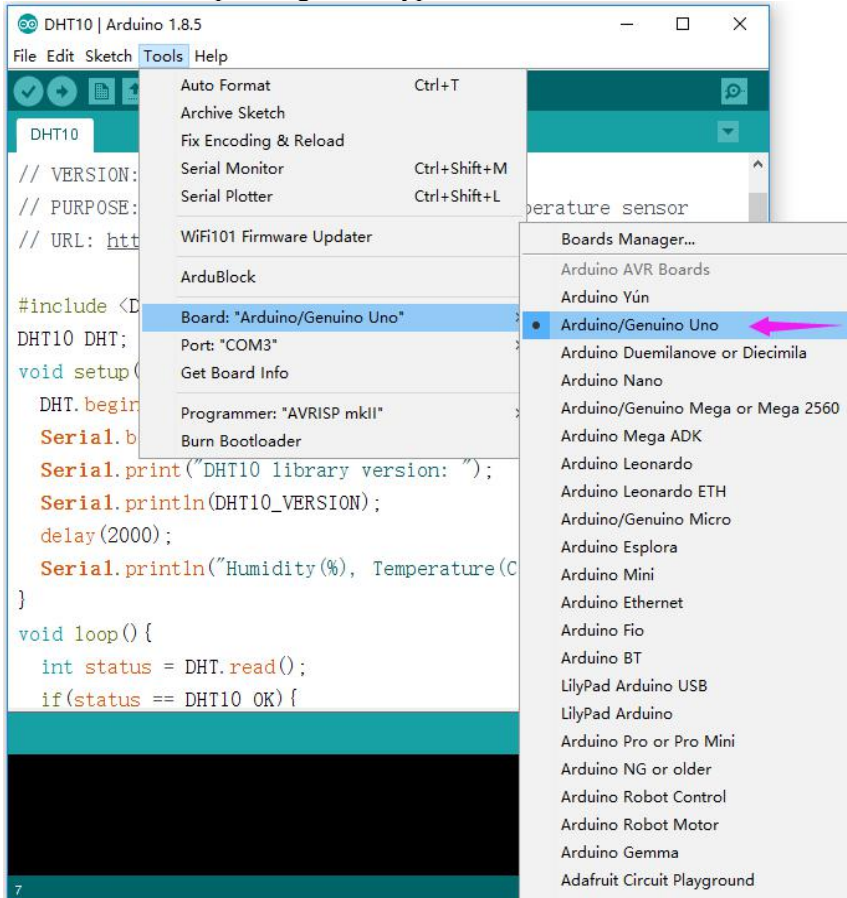 DHT10 | Arduino 1.8.5
File Edit Sketch Tools Help
DHT10
Auto Format Ctrl+T
Archive Sketch
Fix Encoding & Reload
Serial Monitor Ctrl+Shift+M
Serial Plotter Ctrl+Shift+L
WiFi101 Firmware Updater
ArduBlock
Board: "Arduino/Genuino Uno"
Port: "COM3"
Get Board Info
Programmer: "AVRISP mkII"
Burn Bootloader
// VERSION:
// PURPOSE: perature sensor
// URL: htt
#include <D
DHT10 DHT;
void setup(
DHT.begin
Serial.b
Serial.print("DHT10 library version: ");
Serial.println(DHT10_VERSION);
delay(2000);
Serial.println("Humidity(%), Temperature(C
}
void loop(){
int status = DHT.read();
if(status == DHT10 OK){
7
Boards Manager...
Arduino AVR Boards
Arduino Yún
Arduino/Genuino Uno
Arduino Duemilanove or Diecimila
Arduino Nano
Arduino/Genuino Mega or Mega 2560
Arduino Mega ADK
Arduino Leonardo
Arduino Leonardo ETH
Arduino/Genuino Micro
Arduino Esplora
Arduino Mini
Arduino Ethernet
Arduino Fio
Arduino BT
LilyPad Arduino USB
LilyPad Arduino
Arduino Pro or Pro Mini
Arduino NG or older
Arduino Robot Control
Arduino Robot Motor
Arduino Gemma
Adafruit Circuit Playground